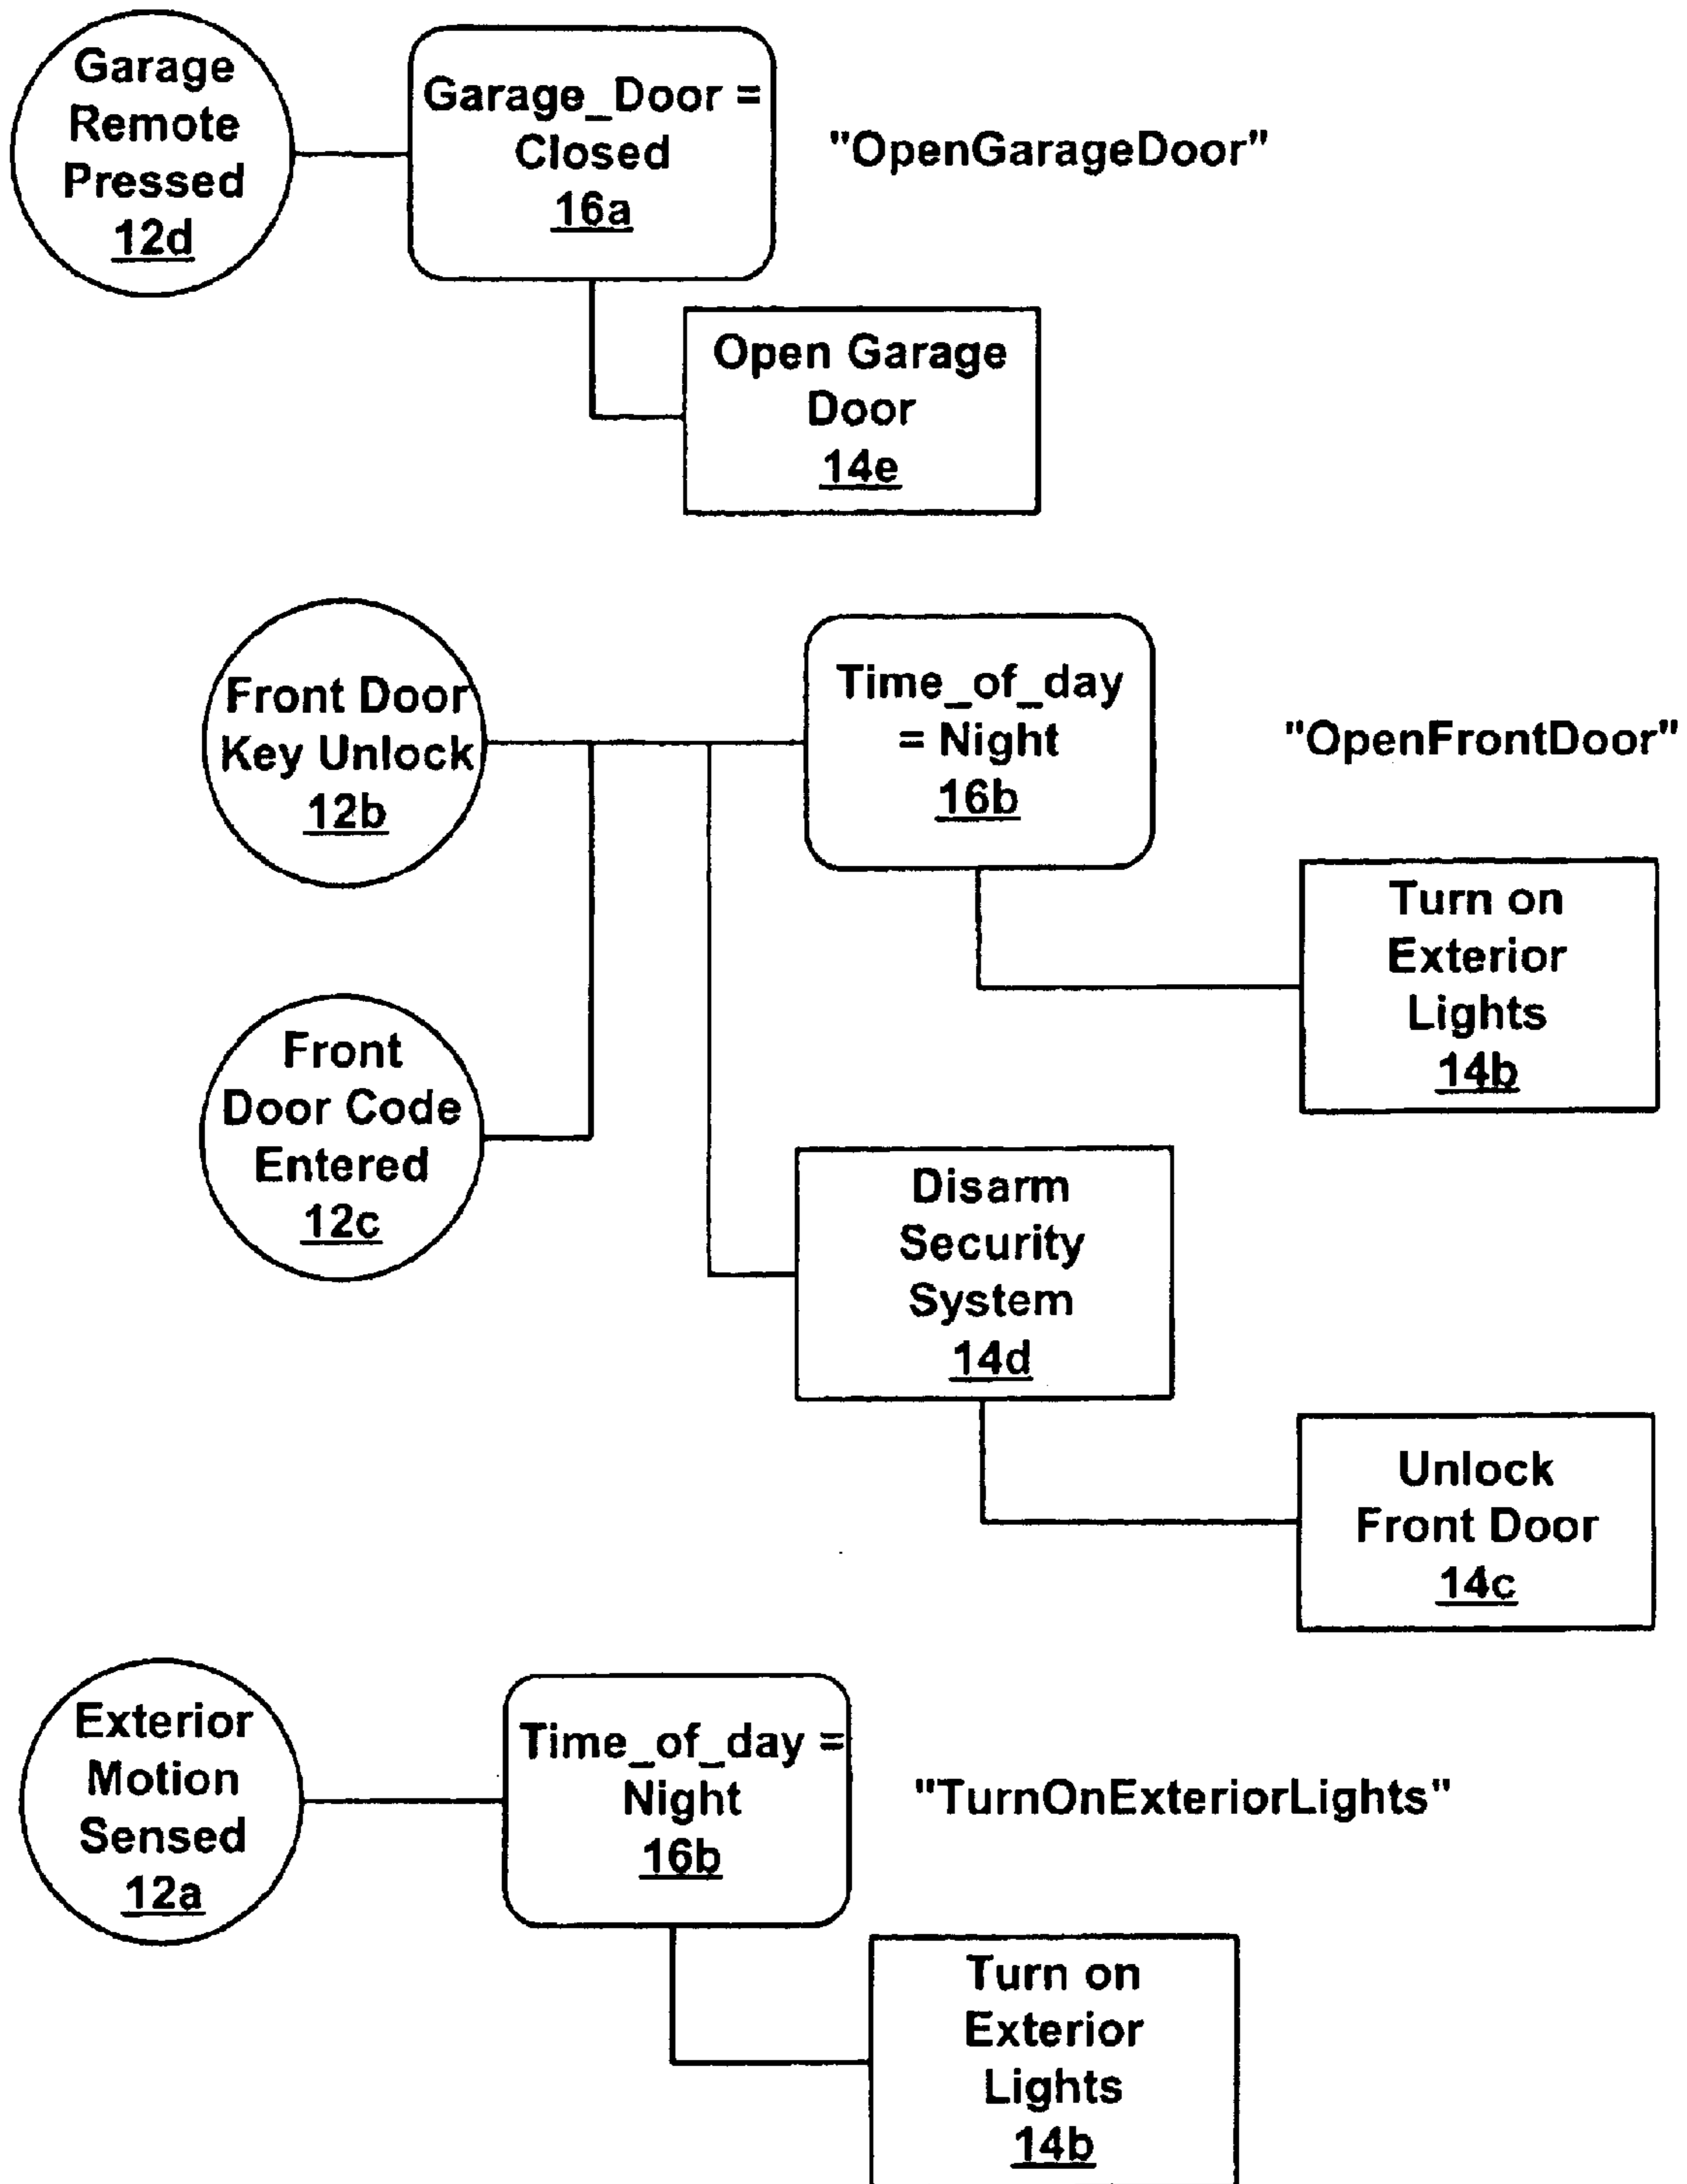 Garage
Remote
Pressed
12d
Garage_Door =
Closed
16a
"OpenGarageDoor"
Open Garage
Door
14e
Front Door
Key Unlock
12b
Time_of_day
= Night
16b
"OpenFrontDoor"
Turn on
Exterior
Lights
14b
Front
Door Code
Entered
12c
Disarm
Security
System
14d
Unlock
Front Door
14c
Exterior
Motion
Sensed
12a
Time_of_day =
Night
16b
"TurnOnExteriorLights"
Turn on
Exterior
Lights
14b